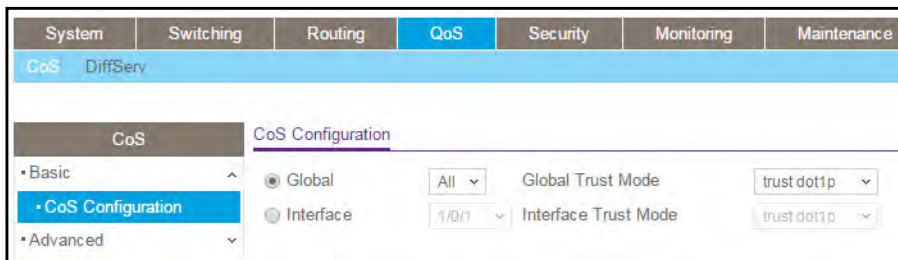 System Switching Routing QoS Security Monitoring Maintenance
CoS DiffServ
CoS CoS Configuration
Basic Global All Global Trust Mode trust dot1p
CoS Configuration Interface 1/0/1 Interface Trust Mode trust dot1p
Advanced